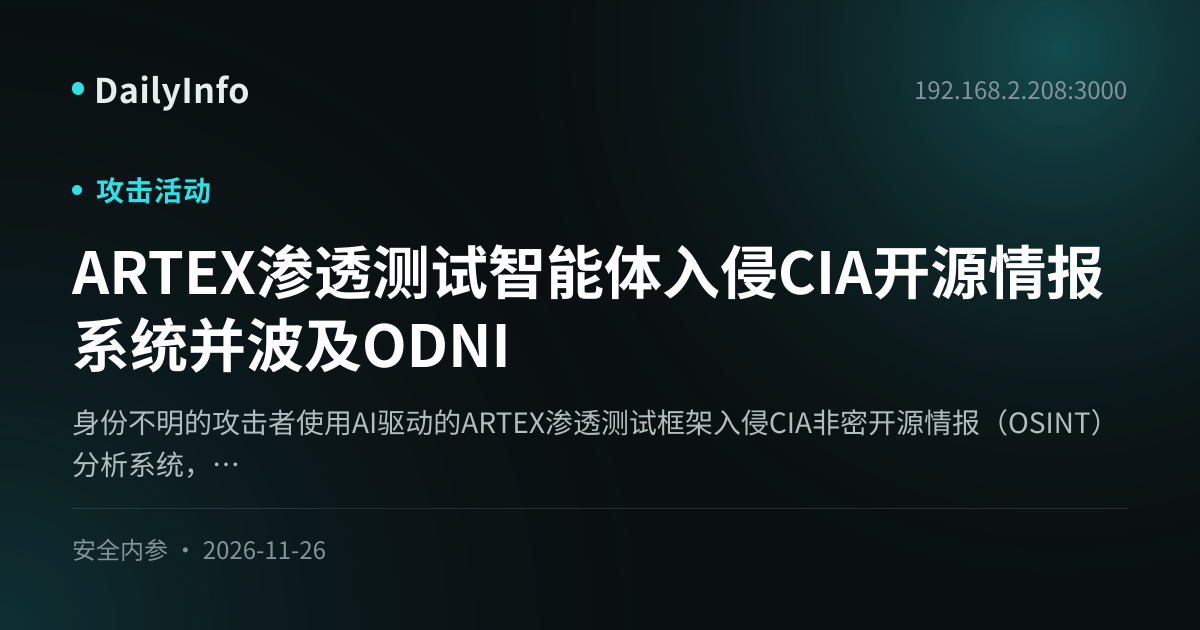 DailyInfo
192.168.2.208:3000
攻击活动
ARTEX渗透测试智能体入侵CIA开源情报
系统并波及ODNI
身份不明的攻击者使用AI驱动的ARTEX渗透测试框架入侵CIA非密开源情报（OSINT）
分析系统，…
安全内参 • 2026-11-26